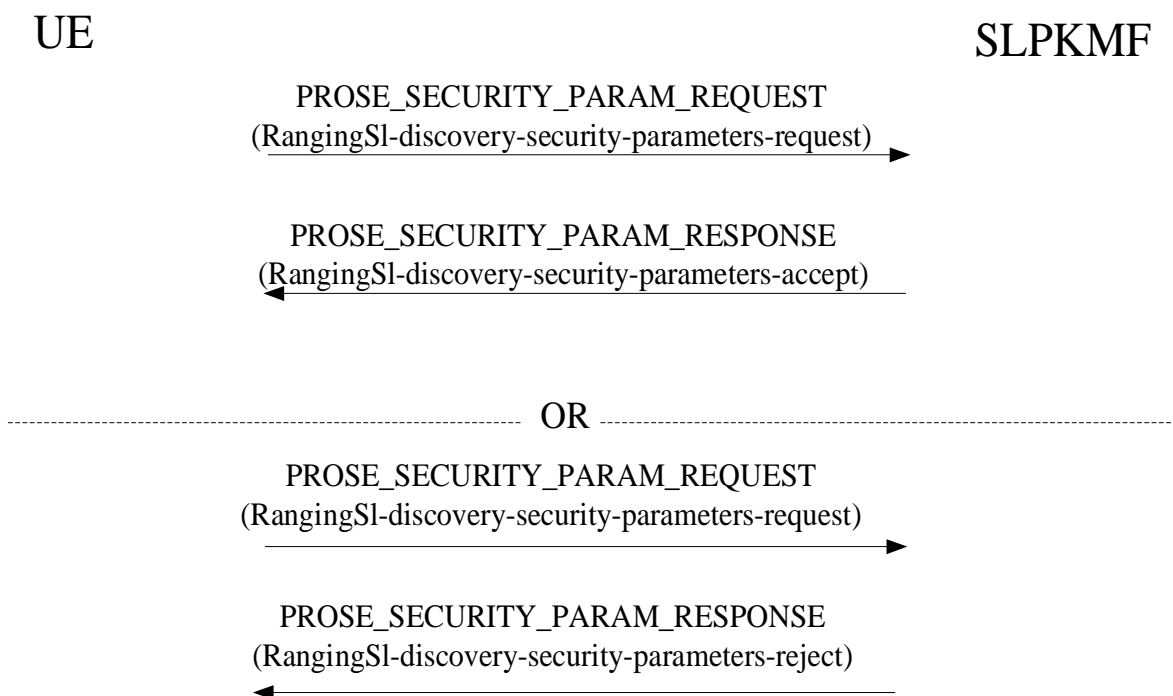 UE
SLPKMF
PROSE_SECURITY_PARAM_REQUEST
(RangingSl-discovery-security-parameters-request)
PROSE_SECURITY_PARAM_RESPONSE
(RangingSl-discovery-security-parameters-accept)
OR
PROSE_SECURITY_PARAM_REQUEST
(RangingSl-discovery-security-parameters-request)
PROSE_SECURITY_PARAM_RESPONSE
(RangingSl-discovery-security-parameters-reject)